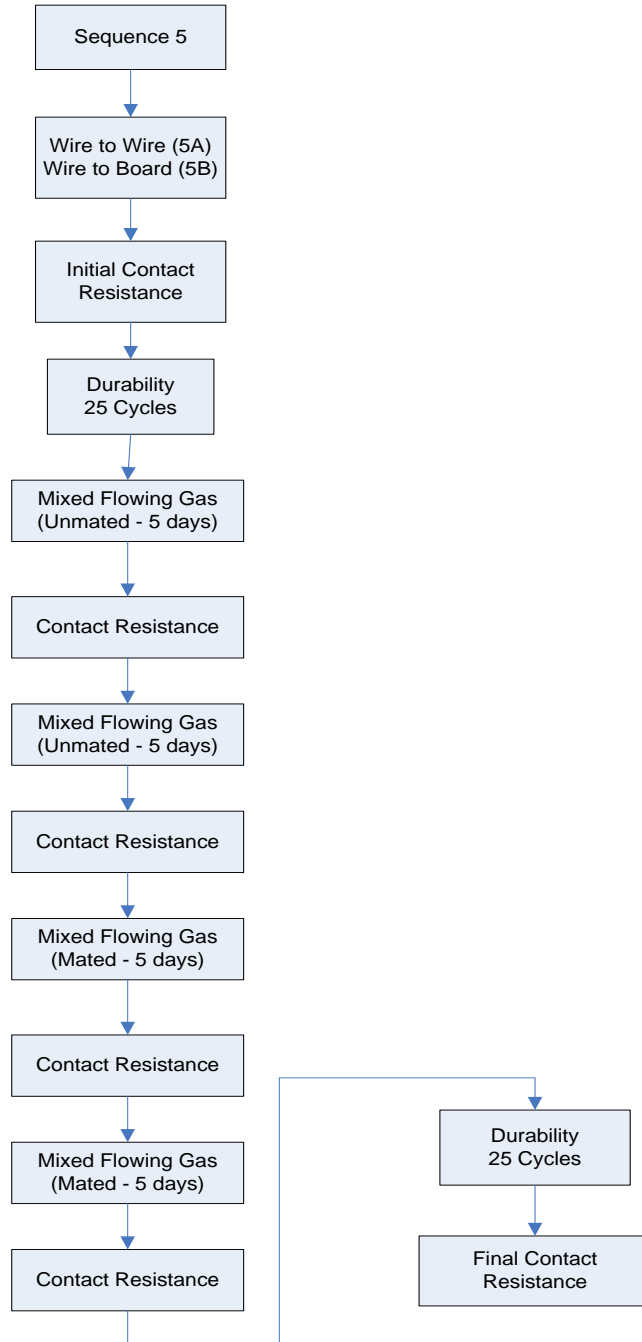 Sequence 5
Wire to Wire (5A)
Wire to Board (5B)
Initial Contact
Resistance
Durability
25 Cycles
Mixed Flowing Gas
(Unmated - 5 days)
Contact Resistance
Mixed Flowing Gas
(Unmated - 5 days)
Contact Resistance
Mixed Flowing Gas
(Mated - 5 days)
Contact Resistance
Mixed Flowing Gas
(Mated - 5 days)
Contact Resistance
Durability
25 Cycles
Final Contact
Resistance